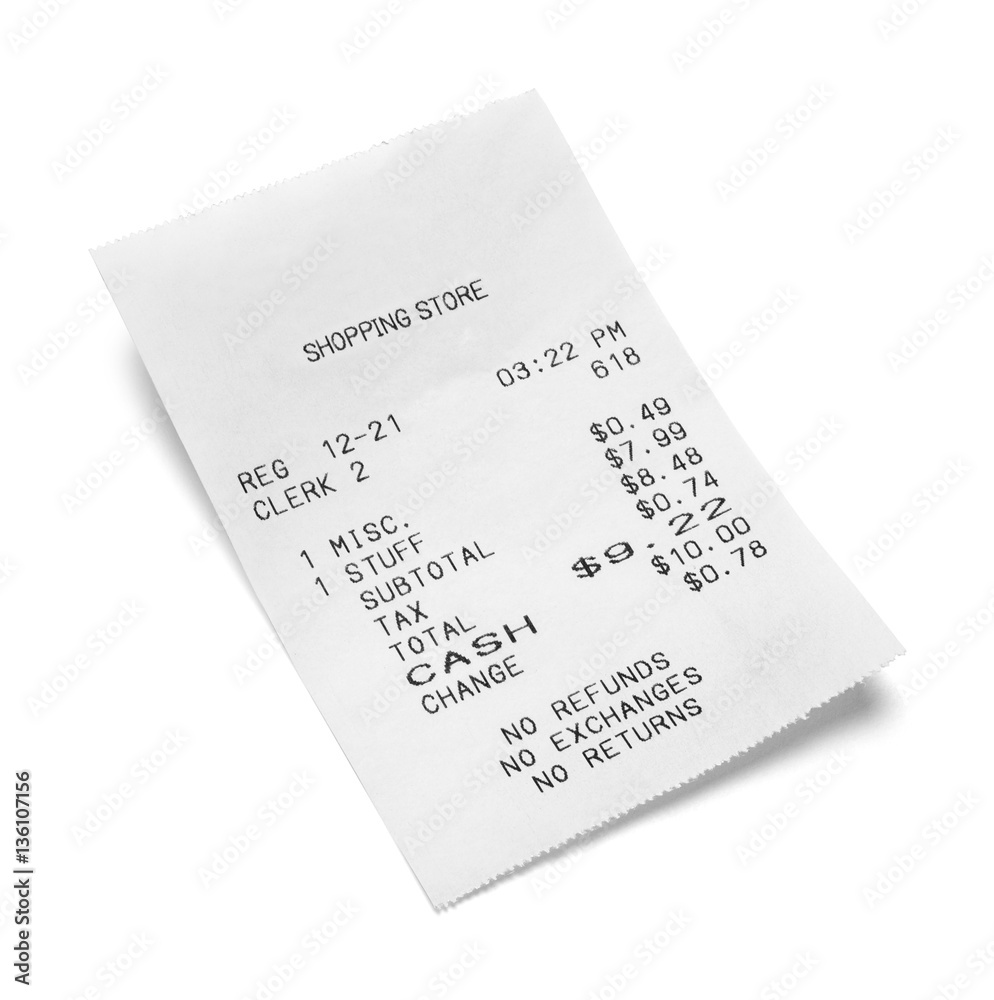 SHOPPING STORE
03:22 PM
REG 12-21 618
CLERK 2
1 MISC. $0.49
1 STUFF $7.99
SUBTOTAL $8.48
TAX $0.74
TOTAL $9.22
CASH $10.00
CHANGE $0.78
NO REFUNDS
NO EXCHANGES
NO RETURNS
Adobe Stock | #136107156
Adobe Stock